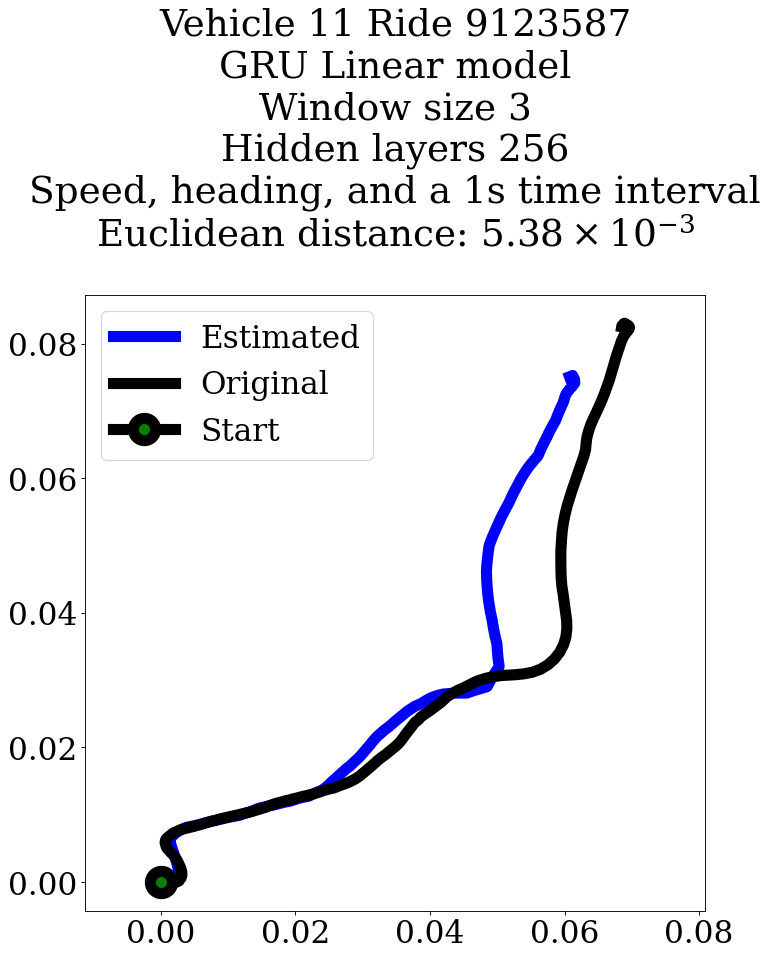 Vehicle 11 Ride 9123587
GRU Linear model
Window size 3
Hidden layers 256
Speed, heading, and a 1s time interval
Euclidean distance: 5.38 × 10⁻³
Estimated
Original
Start
0.08
0.06
0.04
0.02
0.00
0.00 0.02 0.04 0.06 0.08